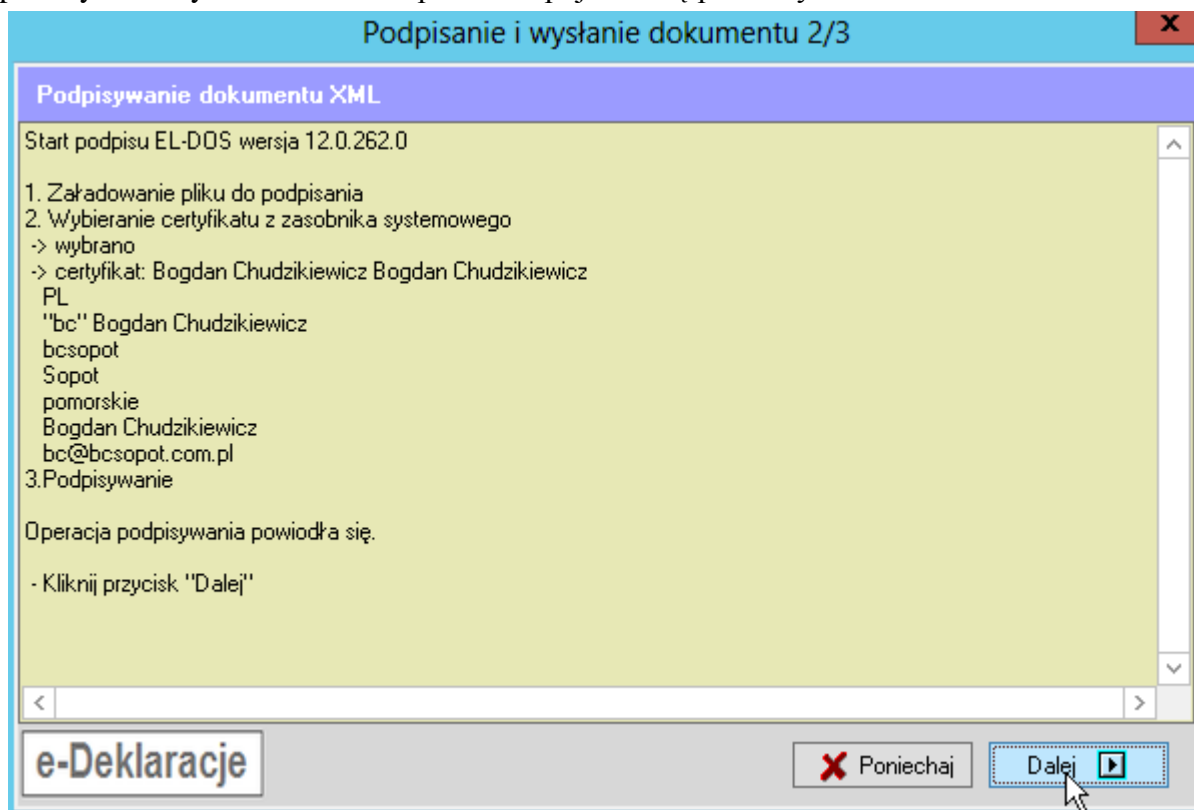 Podpisanie i wysłanie dokumentu 2/3
x
Podpisywanie dokumentu XML
Start podpisu EL-DOS wersja 12.0.262.0
1. Załadowanie pliku do podpisania
2. Wybieranie certyfikatu z zasobnika systemowego
-> wybrano
-> certyfikat: Bogdan Chudzikiewicz Bogdan Chudzikiewicz
PL
"bc" Bogdan Chudzikiewicz
bcsopot
Sopot
pomorskie
Bogdan Chudzikiewicz
bc@bcsopot.com.pl
3.Podpisywanie
Operacja podpisywania powiodła się.
- Kliknij przycisk "Dalej"
e-Deklaracje
Poniechaj
Dalej